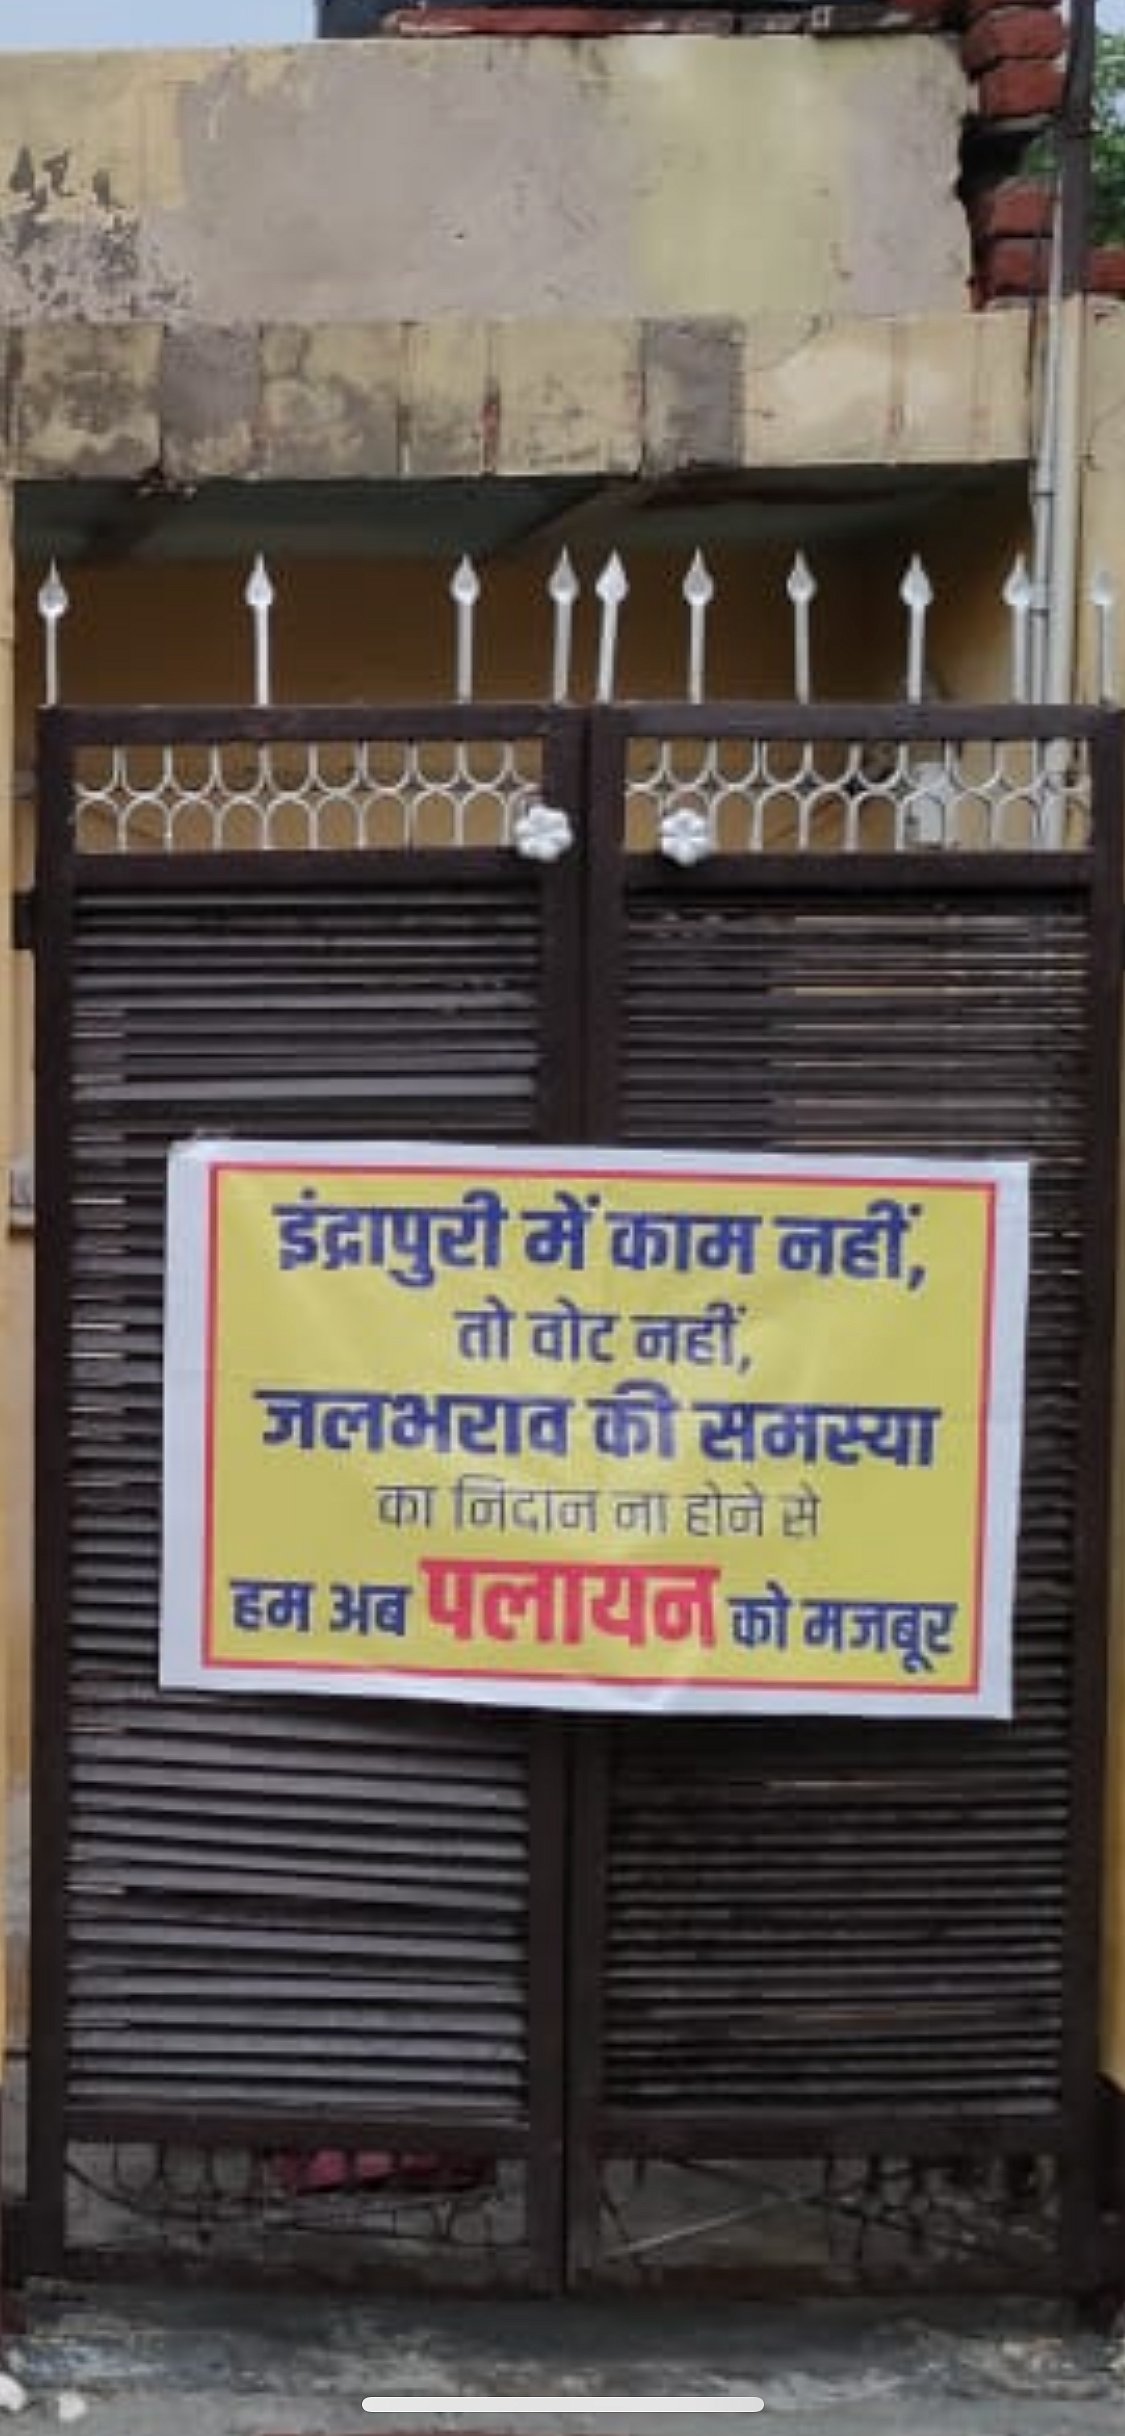 इंद्रापुरी में काम नहीं,
तो वोट नहीं,
जलभराव की समस्या
का निदान ना होने से
हम अब पलायन को मजबूर